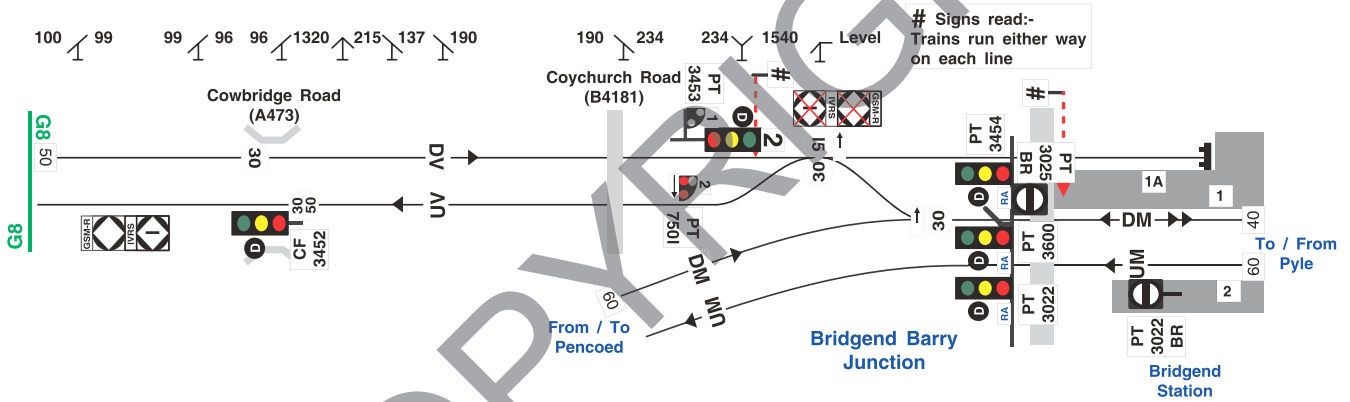 # Signs read:-
Trains run either way
on each line
100 99
99 96
96 1320
215 137
190
190 234
234 1540
Level
Cowbridge Road
(A473)
Coychurch Road
(B4181)
PT
3453
1
D
2
#
IVRS
GSM-R
#
G8
50
30
DV
15
30
PT
3454
D
RA
PT
3025
BR
1A
1
G8
UV
30
50
CF
3452
D
GSM-R
IVRS
2
PT
7501
30
D
RA
PT
3600
DM
40
To / From
Pyle
DM
UM
60
60
UM
D
RA
PT
3022
2
PT
3022
BR
From / To
Pencoed
Bridgend Barry
Junction
Bridgend
Station
COPYRIG